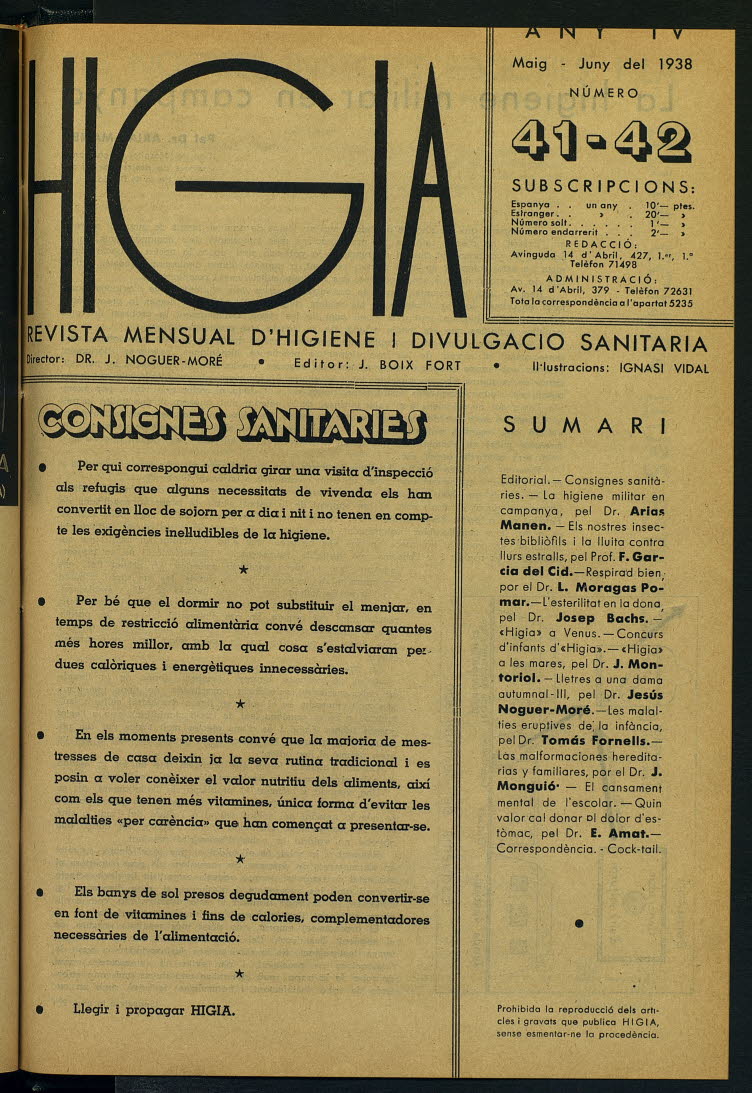 HIGIA
ANY IV
Maig - Juny del 1938
NÚMERO
41-42
SUBSCRIPCIONS:
Espanya . . un any . 10'— ptes.
Estranger . . » . 20'— »
Número solt. . . . . . 1'— »
Número endarrerit . . . 2'— »
REDACCIÓ:
Avinguda 14 d'Abril, 427, 1.er, 1.ª
Telèfon 71498
ADMINISTRACIÓ:
Av. 14 d'Abril, 379 - Telèfon 72631
Tota la correspondència a l'apartat 5235
REVISTA MENSUAL D'HIGIENE I DIVULGACIO SANITARIA
Director: DR. J. NOGUER-MORÉ • Editor: J. BOIX FORT • Il·lustracions: IGNASI VIDAL
CONSIGNES SANITARIES
• Per qui correspongui caldria girar una visita d'inspecció
als refugis que alguns necessitats de vivenda els han
convertit en lloc de sojorn per a dia i nit i no tenen en comp-
te les exigències inelludibles de la higiene.
★
• Per bé que el dormir no pot substituir el menjar, en
temps de restricció alimentària convé descansar quantes
més hores millor, amb la qual cosa s'estalviaran per-
dues calòriques i energètiques innecessàries.
★
• En els moments presents convé que la majoria de mes-
tresses de casa deixin ja la seva rutina tradicional i es
posin a voler conèixer el valor nutritiu dels aliments, així
com els que tenen més vitamines, única forma d'evitar les
malalties «per carència» que han començat a presentar-se.
★
• Els banys de sol presos degudament poden convertir-se
en font de vitamines i fins de calories, complementadores
necessàries de l'alimentació.
★
• Llegir i propagar HIGIA.
SUMARI
Editorial. — Consignes sanità-
ries. — La higiene militar en
campanya, pel Dr. Arias
Manen. — Els nostres insec-
tes bibliòfils i la lluita contra
llurs estralls, pel Prof. F. Gar-
cia del Cid.—Respirad bien,
por el Dr. L. Moragas Po-
mar.—L'esterilitat en la dona,
pel Dr. Josep Bachs. —
«Higia» a Venus. — Concurs
d'infants d'«Higia».— «Higia»
a les mares, pel Dr. J. Mon-
toriol. — Lletres a una dama
autumnal-III, pel Dr. Jesús
Noguer-Moré.—Les malal-
ties eruptives de la infància,
pel Dr. Tomás Fornells.—
Las malformaciones heredita-
rias y familiares, por el Dr. J.
Monguió· — El cansament
mental de l'escolar. — Quin
valor cal donar al dolor d'es-
tòmac, pel Dr. E. Amat.—
Correspondència. - Cock-tail.
Prohibida la reproducció dels arti-
cles i gravats que publica HIGIA,
sense esmentar-ne la procedència.